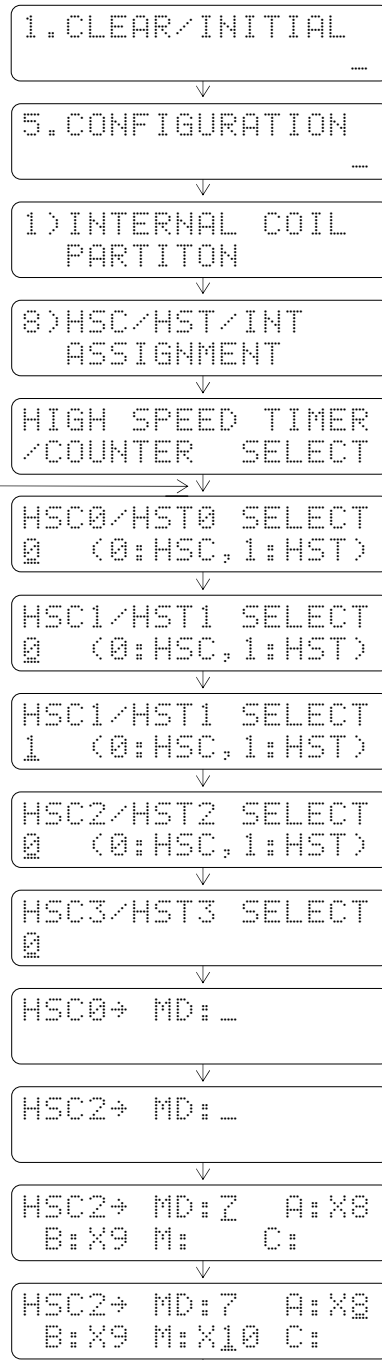 1.CLEAR/INITIAL
5.CONFIGURATION
1)INTERNAL COIL
PARTITON
8)HSC/HST/INT
ASSIGNMENT
HIGH SPEED TIMER
/COUNTER SELECT
HSC0/HST0 SELECT
0 (0:HSC,1:HST)
HSC1/HST1 SELECT
0 (0:HSC,1:HST)
HSC1/HST1 SELECT
1 (0:HSC,1:HST)
HSC2/HST2 SELECT
0 (0:HSC,1:HST)
HSC3/HST3 SELECT
0
HSC0→ MD:_
HSC2→ MD:_
HSC2→ MD:7 A:X8
B:X9 M: C:
HSC2→ MD:7 A:X8
B:X9 M:X10 C: